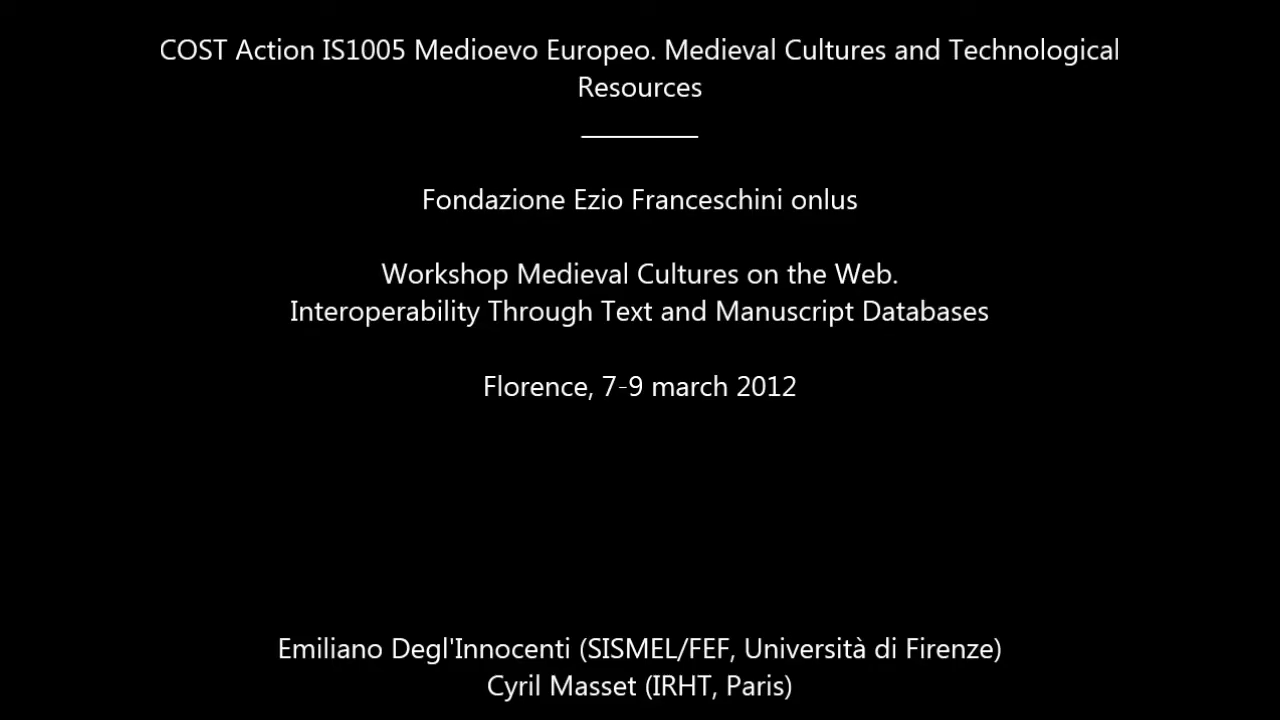 COST Action IS1005 Medioevo Europeo. Medieval Cultures and Technological
Resources
Fondazione Ezio Franceschini onlus
Workshop Medieval Cultures on the Web.
Interoperability Through Text and Manuscript Databases
Florence, 7-9 march 2012
Emiliano Degl'Innocenti (SISMEL/FEF, Università di Firenze)
Cyril Masset (IRHT, Paris)